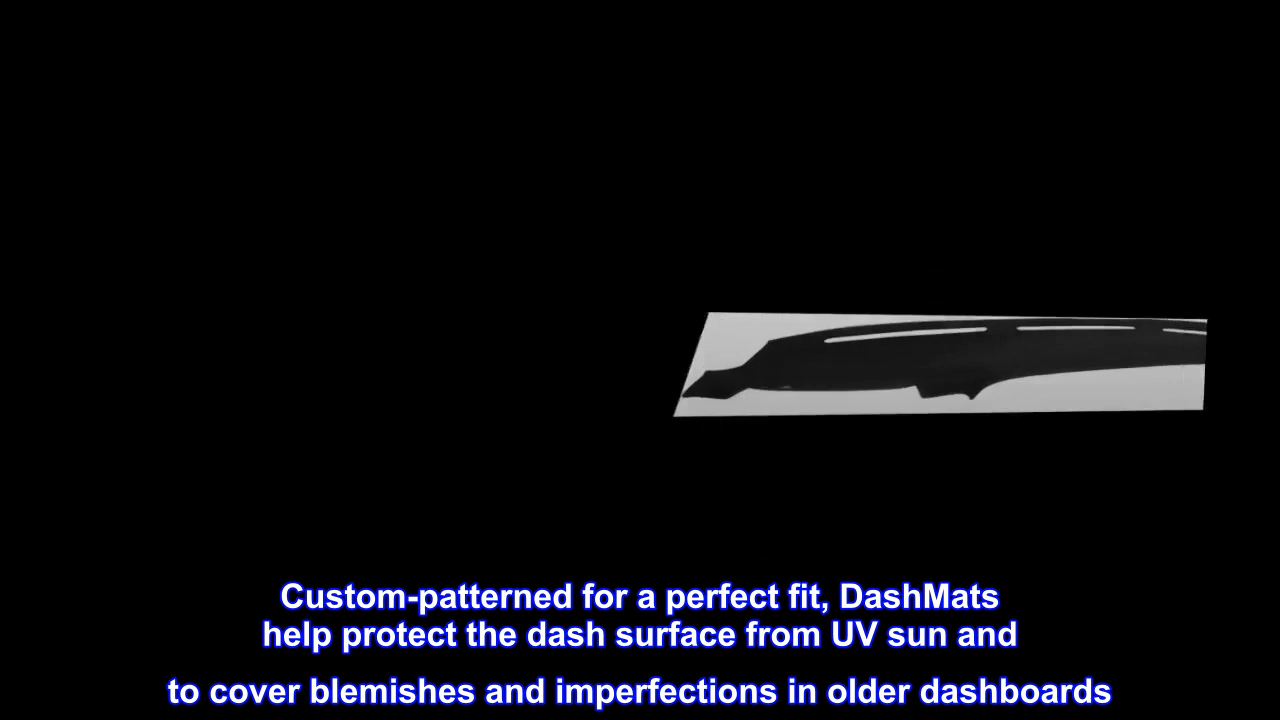 Custom-patterned for a perfect fit, DashMats
help protect the dash surface from UV sun and
to cover blemishes and imperfections in older dashboards